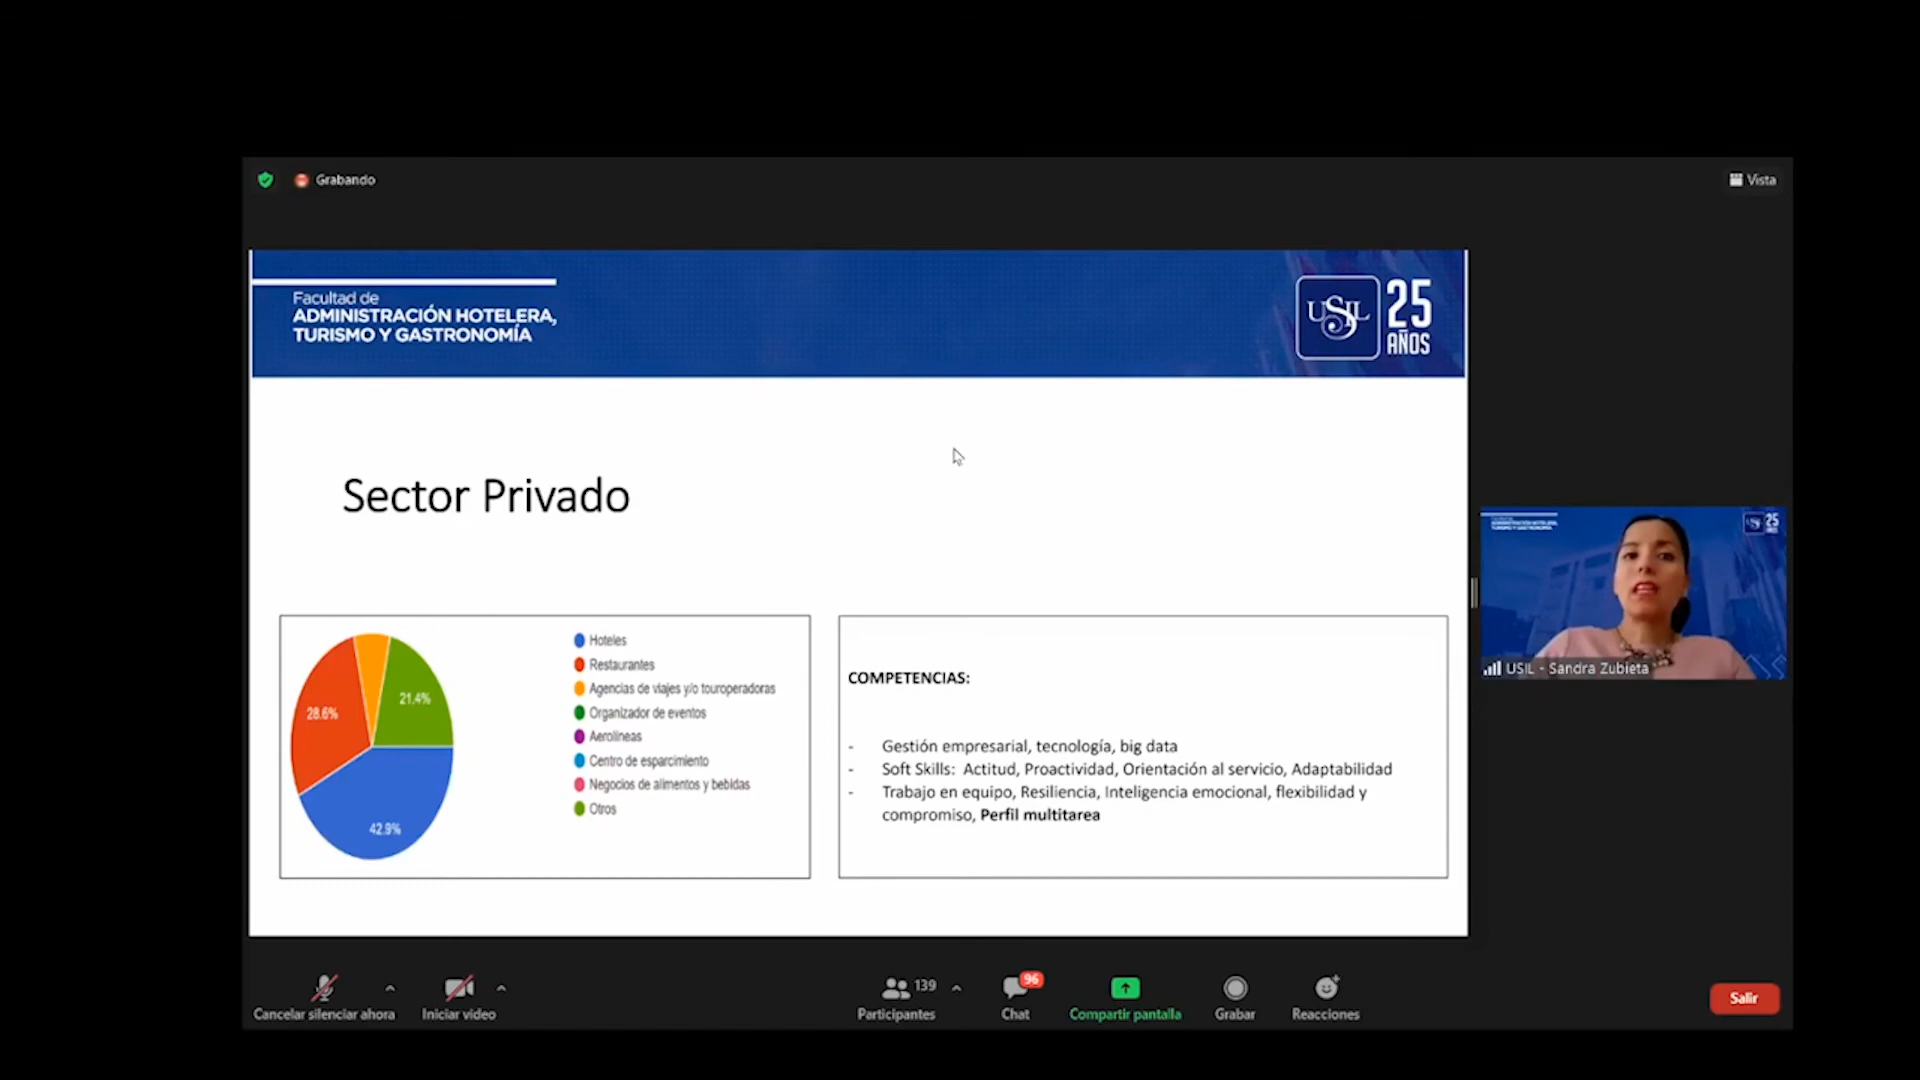 Grabando
Vista
Facultad de
ADMINISTRACIÓN HOTELERA,
TURISMO Y GASTRONOMÍA
USIL
25
AÑOS
Sector Privado
28.6%
21.4%
42.9%
Hoteles
Restaurantes
Agencias de viajes y/o touroperadoras
Organizador de eventos
Aerolíneas
Centro de esparcimiento
Negocios de alimentos y bebidas
Otros
COMPETENCIAS:
- Gestión empresarial, tecnología, big data
- Soft Skills: Actitud, Proactividad, Orientación al servicio, Adaptabilidad
- Trabajo en equipo, Resiliencia, Inteligencia emocional, flexibilidad y
compromiso, Perfil multitarea
25
USIL - Sandra Zubieta
Cancelar silenciar ahora
Iniciar video
139
Participantes
96
Chat
Compartir pantalla
Grabar
Reacciones
Salir